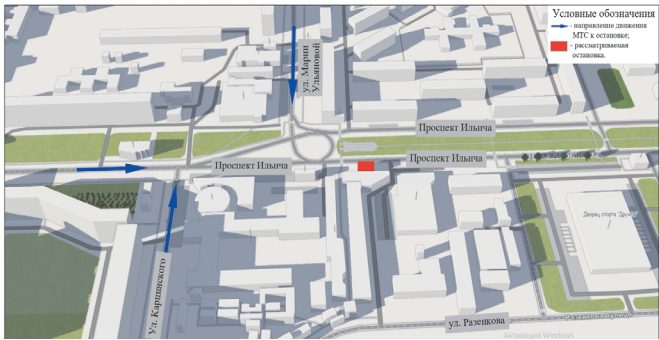 Условные обозначения
- направление движения
МТС к остановке;
- рассматриваемая
остановка.
ул. Марии
Ульяновой
Проспект Ильича
Проспект Ильича
Проспект Ильича
Дворец спорта "Дружба"
Ул. Карпинского
ул. Разенкова
Активация Windows